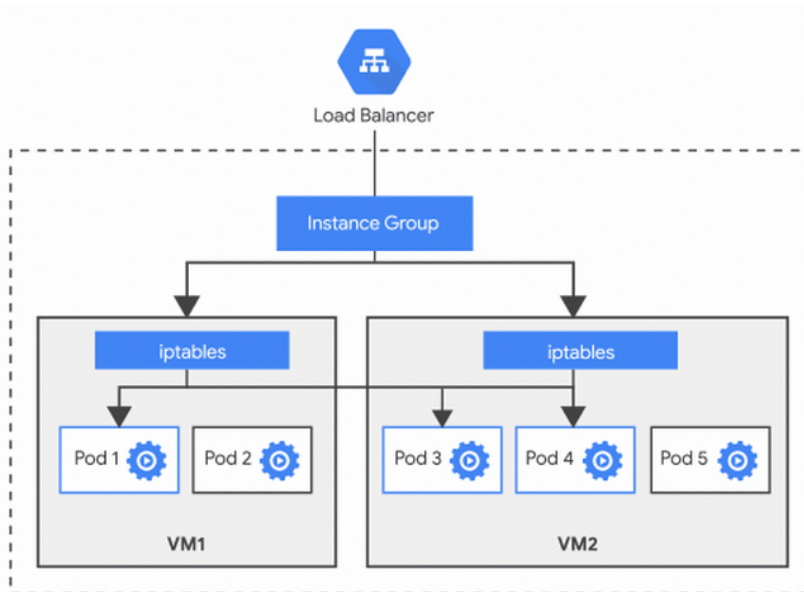 Load Balancer
Instance Group
iptables
iptables
Pod 1
Pod 2
Pod 3
Pod 4
Pod 5
VM1
VM2